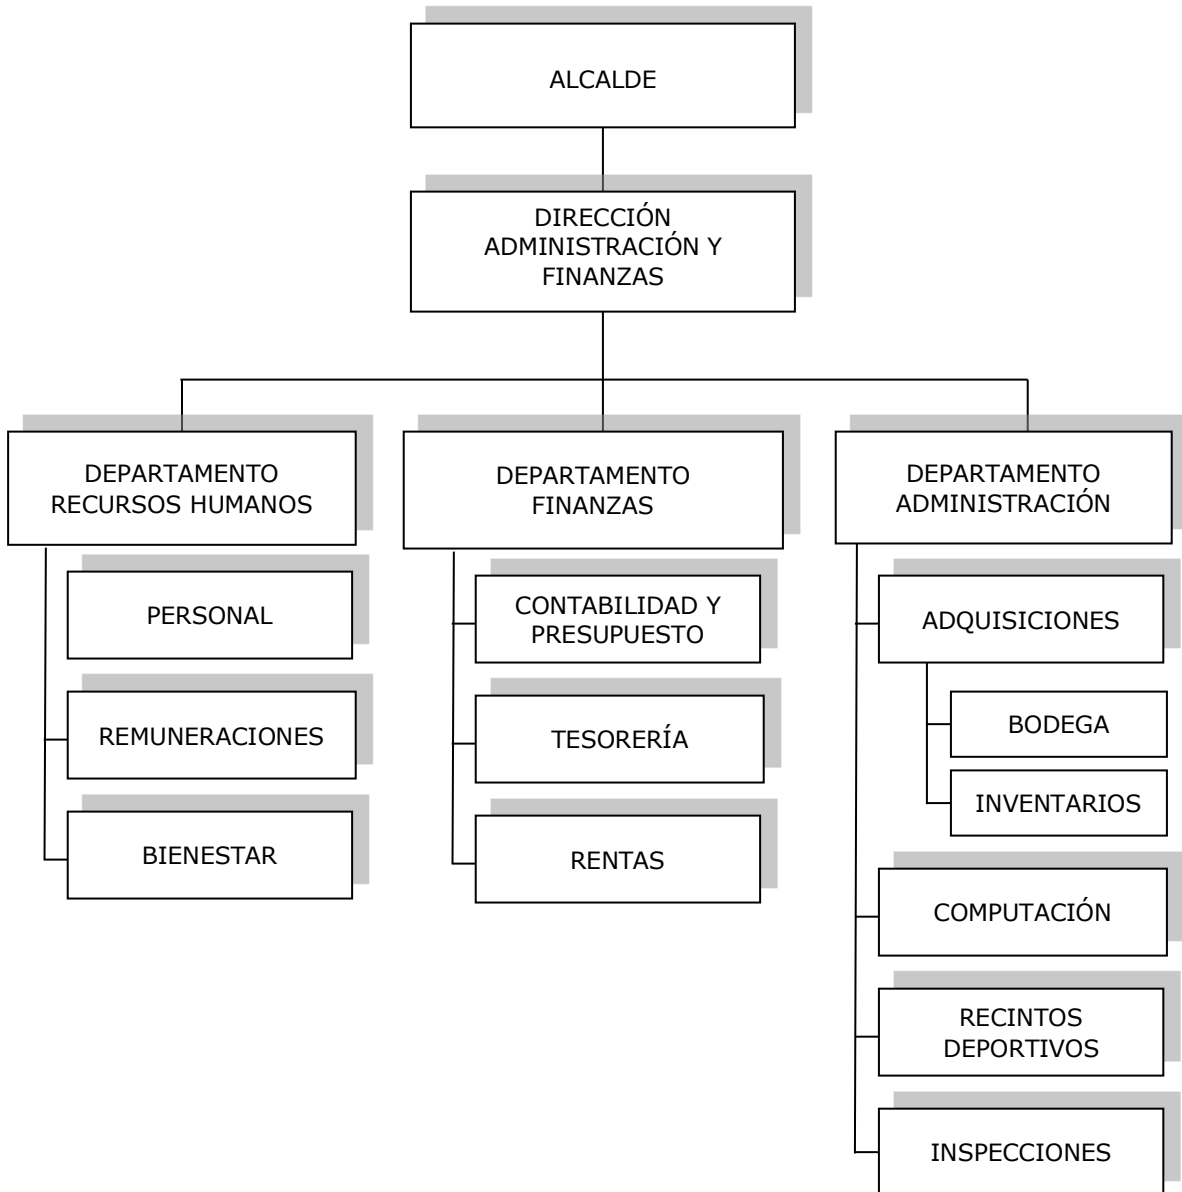 ALCALDE
DIRECCIÓN
ADMINISTRACIÓN Y
FINANZAS
DEPARTAMENTO
RECURSOS HUMANOS
PERSONAL
REMUNERACIONES
BIENESTAR
DEPARTAMENTO
FINANZAS
CONTABILIDAD Y
PRESUPUESTO
TESORERÍA
RENTAS
DEPARTAMENTO
ADMINISTRACIÓN
ADQUISICIONES
BODEGA
INVENTARIOS
COMPUTACIÓN
RECINTOS
DEPORTIVOS
INSPECCIONES